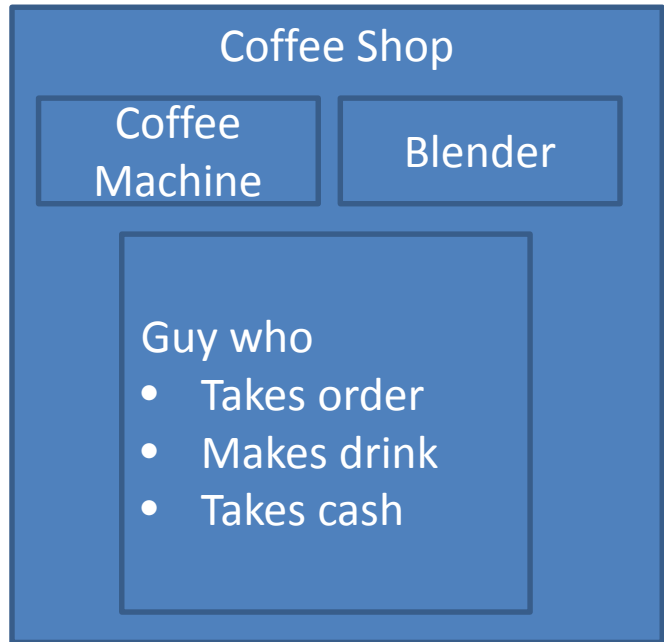 Coffee Shop
Coffee
Machine
Blender
Guy who
• Takes order
• Makes drink
• Takes cash